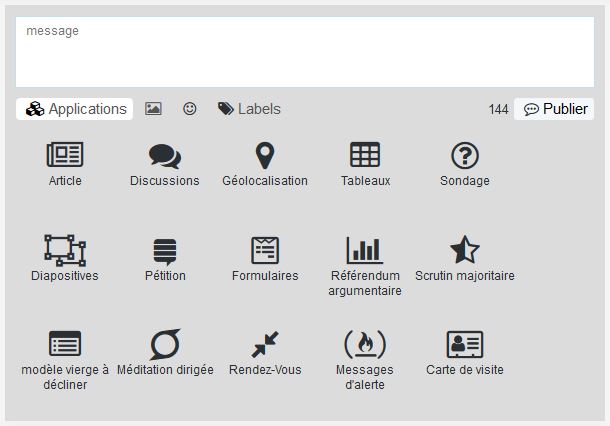 message
Applications
Labels
144
Publier
Article
Discussions
Géolocalisation
Tableaux
Sondage
Diapositives
Pétition
Formulaires
Référendum
argumentaire
Scrutin majoritaire
modèle vierge à
décliner
Méditation dirigée
Rendez-Vous
Messages
d'alerte
Carte de visite